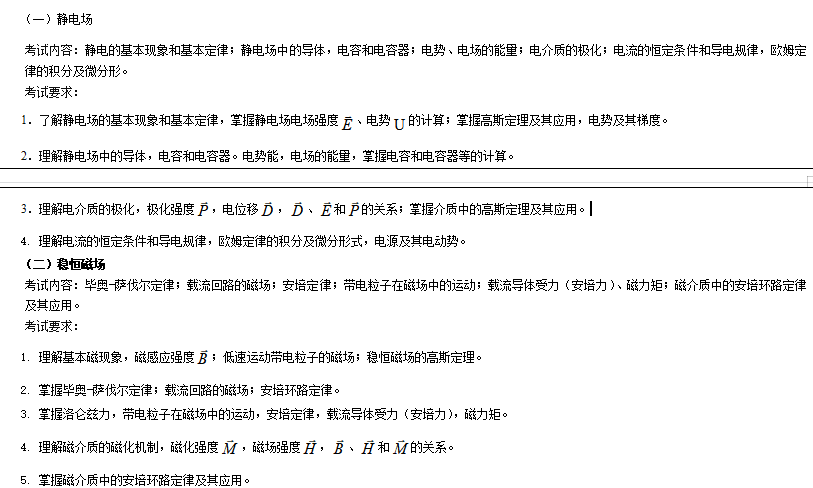 （一）静电场
考试内容：静电的基本现象和基本定律；静电场中的导体，电容和电容器；电势、电场的能量；电介质的极化；电流的恒定条件和导电规律，欧姆定
律的积分及微分形。
考试要求：
1．了解静电场的基本现象和基本定律，掌握静电场电场强度 E⃗ 、电势 U 的计算；掌握高斯定理及其应用，电势及其梯度。
2．理解静电场中的导体，电容和电容器。电势能，电场的能量，掌握电容和电容器等的计算。
3．理解电介质的极化，极化强度 P⃗ ，电位移 D⃗ ， D⃗ 、 E⃗ 和 P⃗ 的关系；掌握介质中的高斯定理及其应用。
4. 理解电流的恒定条件和导电规律，欧姆定律的积分及微分形式，电源及其电动势。
（二）稳恒磁场
考试内容：毕奥-萨伐尔定律；载流回路的磁场；安培定律；带电粒子在磁场中的运动；载流导体受力（安培力）、磁力矩；磁介质中的安培环路定律
及其应用。
考试要求：
1. 理解基本磁现象，磁感应强度 B⃗ ；低速运动带电粒子的磁场；稳恒磁场的高斯定理。
2. 掌握毕奥-萨伐尔定律；载流回路的磁场；安培环路定律。
3. 掌握洛仑兹力，带电粒子在磁场中的运动，安培定律，载流导体受力（安培力），磁力矩。
4. 理解磁介质的磁化机制，磁化强度 M⃗ ，磁场强度 H⃗ ， B⃗ 、 H⃗ 和 M⃗ 的关系。
5. 掌握磁介质中的安培环路定律及其应用。